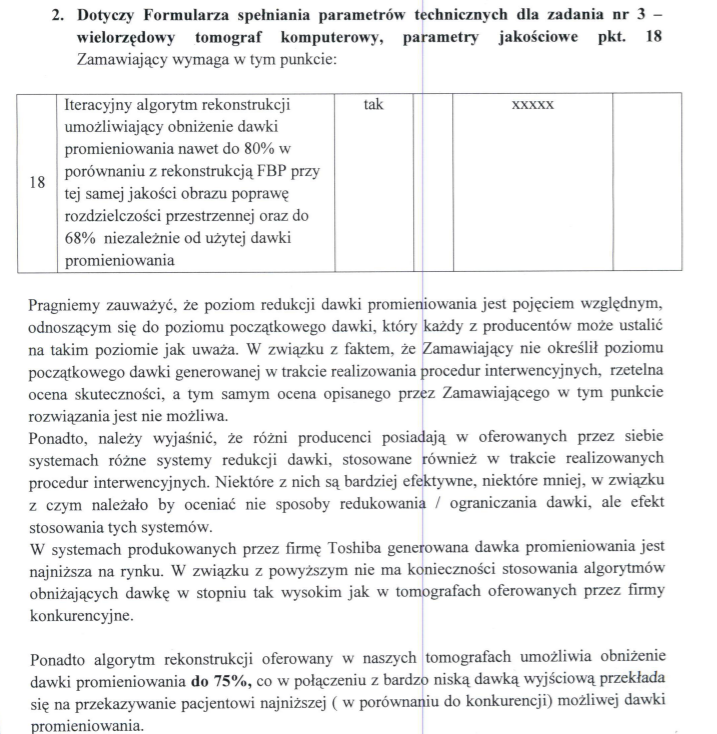 2. Dotyczy Formularza spełniania parametrów technicznych dla zadania nr 3 –
wielorzędowy tomograf komputerowy, parametry jakościowe pkt. 18
Zamawiający wymaga w tym punkcie:
18
Iteracyjny algorytm rekonstrukcji
umożliwiający obniżenie dawki
promieniowania nawet do 80% w
porównaniu z rekonstrukcją FBP przy
tej samej jakości obrazu poprawę
rozdzielczości przestrzennej oraz do
68% niezależnie od użytej dawki
promieniowania
tak
xxxxx
Pragniemy zauważyć, że poziom redukcji dawki promieniowania jest pojęciem względnym,
odnoszącym się do poziomu początkowego dawki, który każdy z producentów może ustalić
na takim poziomie jak uważa. W związku z faktem, że Zamawiający nie określił poziomu
początkowego dawki generowanej w trakcie realizowania procedur interwencyjnych, rzetelna
ocena skuteczności, a tym samym ocena opisanego przez Zamawiającego w tym punkcie
rozwiązania jest nie możliwa.
Ponadto, należy wyjaśnić, że różni producenci posiadają w oferowanych przez siebie
systemach różne systemy redukcji dawki, stosowane również w trakcie realizowanych
procedur interwencyjnych. Niektóre z nich są bardziej efektywne, niektóre mniej, w związku
z czym należało by oceniać nie sposoby redukowania / ograniczania dawki, ale efekt
stosowania tych systemów.
W systemach produkowanych przez firmę Toshiba generowana dawka promieniowania jest
najniższa na rynku. W związku z powyższym nie ma konieczności stosowania algorytmów
obniżających dawkę w stopniu tak wysokim jak w tomografach oferowanych przez firmy
konkurencyjne.
Ponadto algorytm rekonstrukcji oferowany w naszych tomografach umożliwia obniżenie
dawki promieniowania do 75%, co w połączeniu z bardzo niską dawką wyjściową przekłada
się na przekazywanie pacjentowi najniższej ( w porównaniu do konkurencji) możliwej dawki
promieniowania.